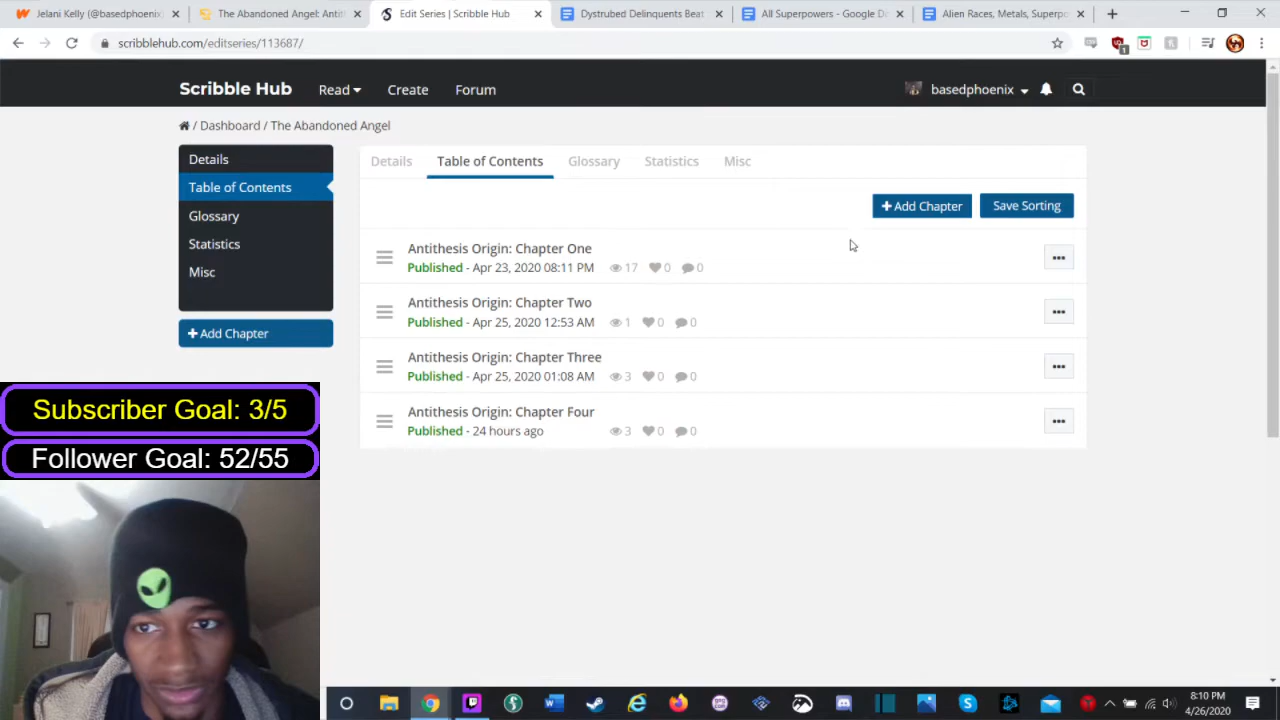 Jelani Kelly (@basedphoenix
The Abandoned Angel: Antit
Edit Series | Scribble Hub
Dystrubed Delinquents Beat
All Superpowers - Google Do
Alien Races, Metals, Superpo
scribblehub.com/editseries/113687/
Scribble Hub Read Create Forum basedphoenix
/ Dashboard / The Abandoned Angel
Details
Table of Contents
Glossary
Statistics
Misc
+ Add Chapter
Details Table of Contents Glossary Statistics Misc
+ Add Chapter Save Sorting
Antithesis Origin: Chapter One
Published - Apr 23, 2020 08:11 PM 17 0 0
Antithesis Origin: Chapter Two
Published - Apr 25, 2020 12:53 AM 1 0 0
Antithesis Origin: Chapter Three
Published - Apr 25, 2020 01:08 AM 3 0 0
Antithesis Origin: Chapter Four
Published - 24 hours ago 3 0 0
Subscriber Goal: 3/5
Follower Goal: 52/55
8:10 PM
4/26/2020